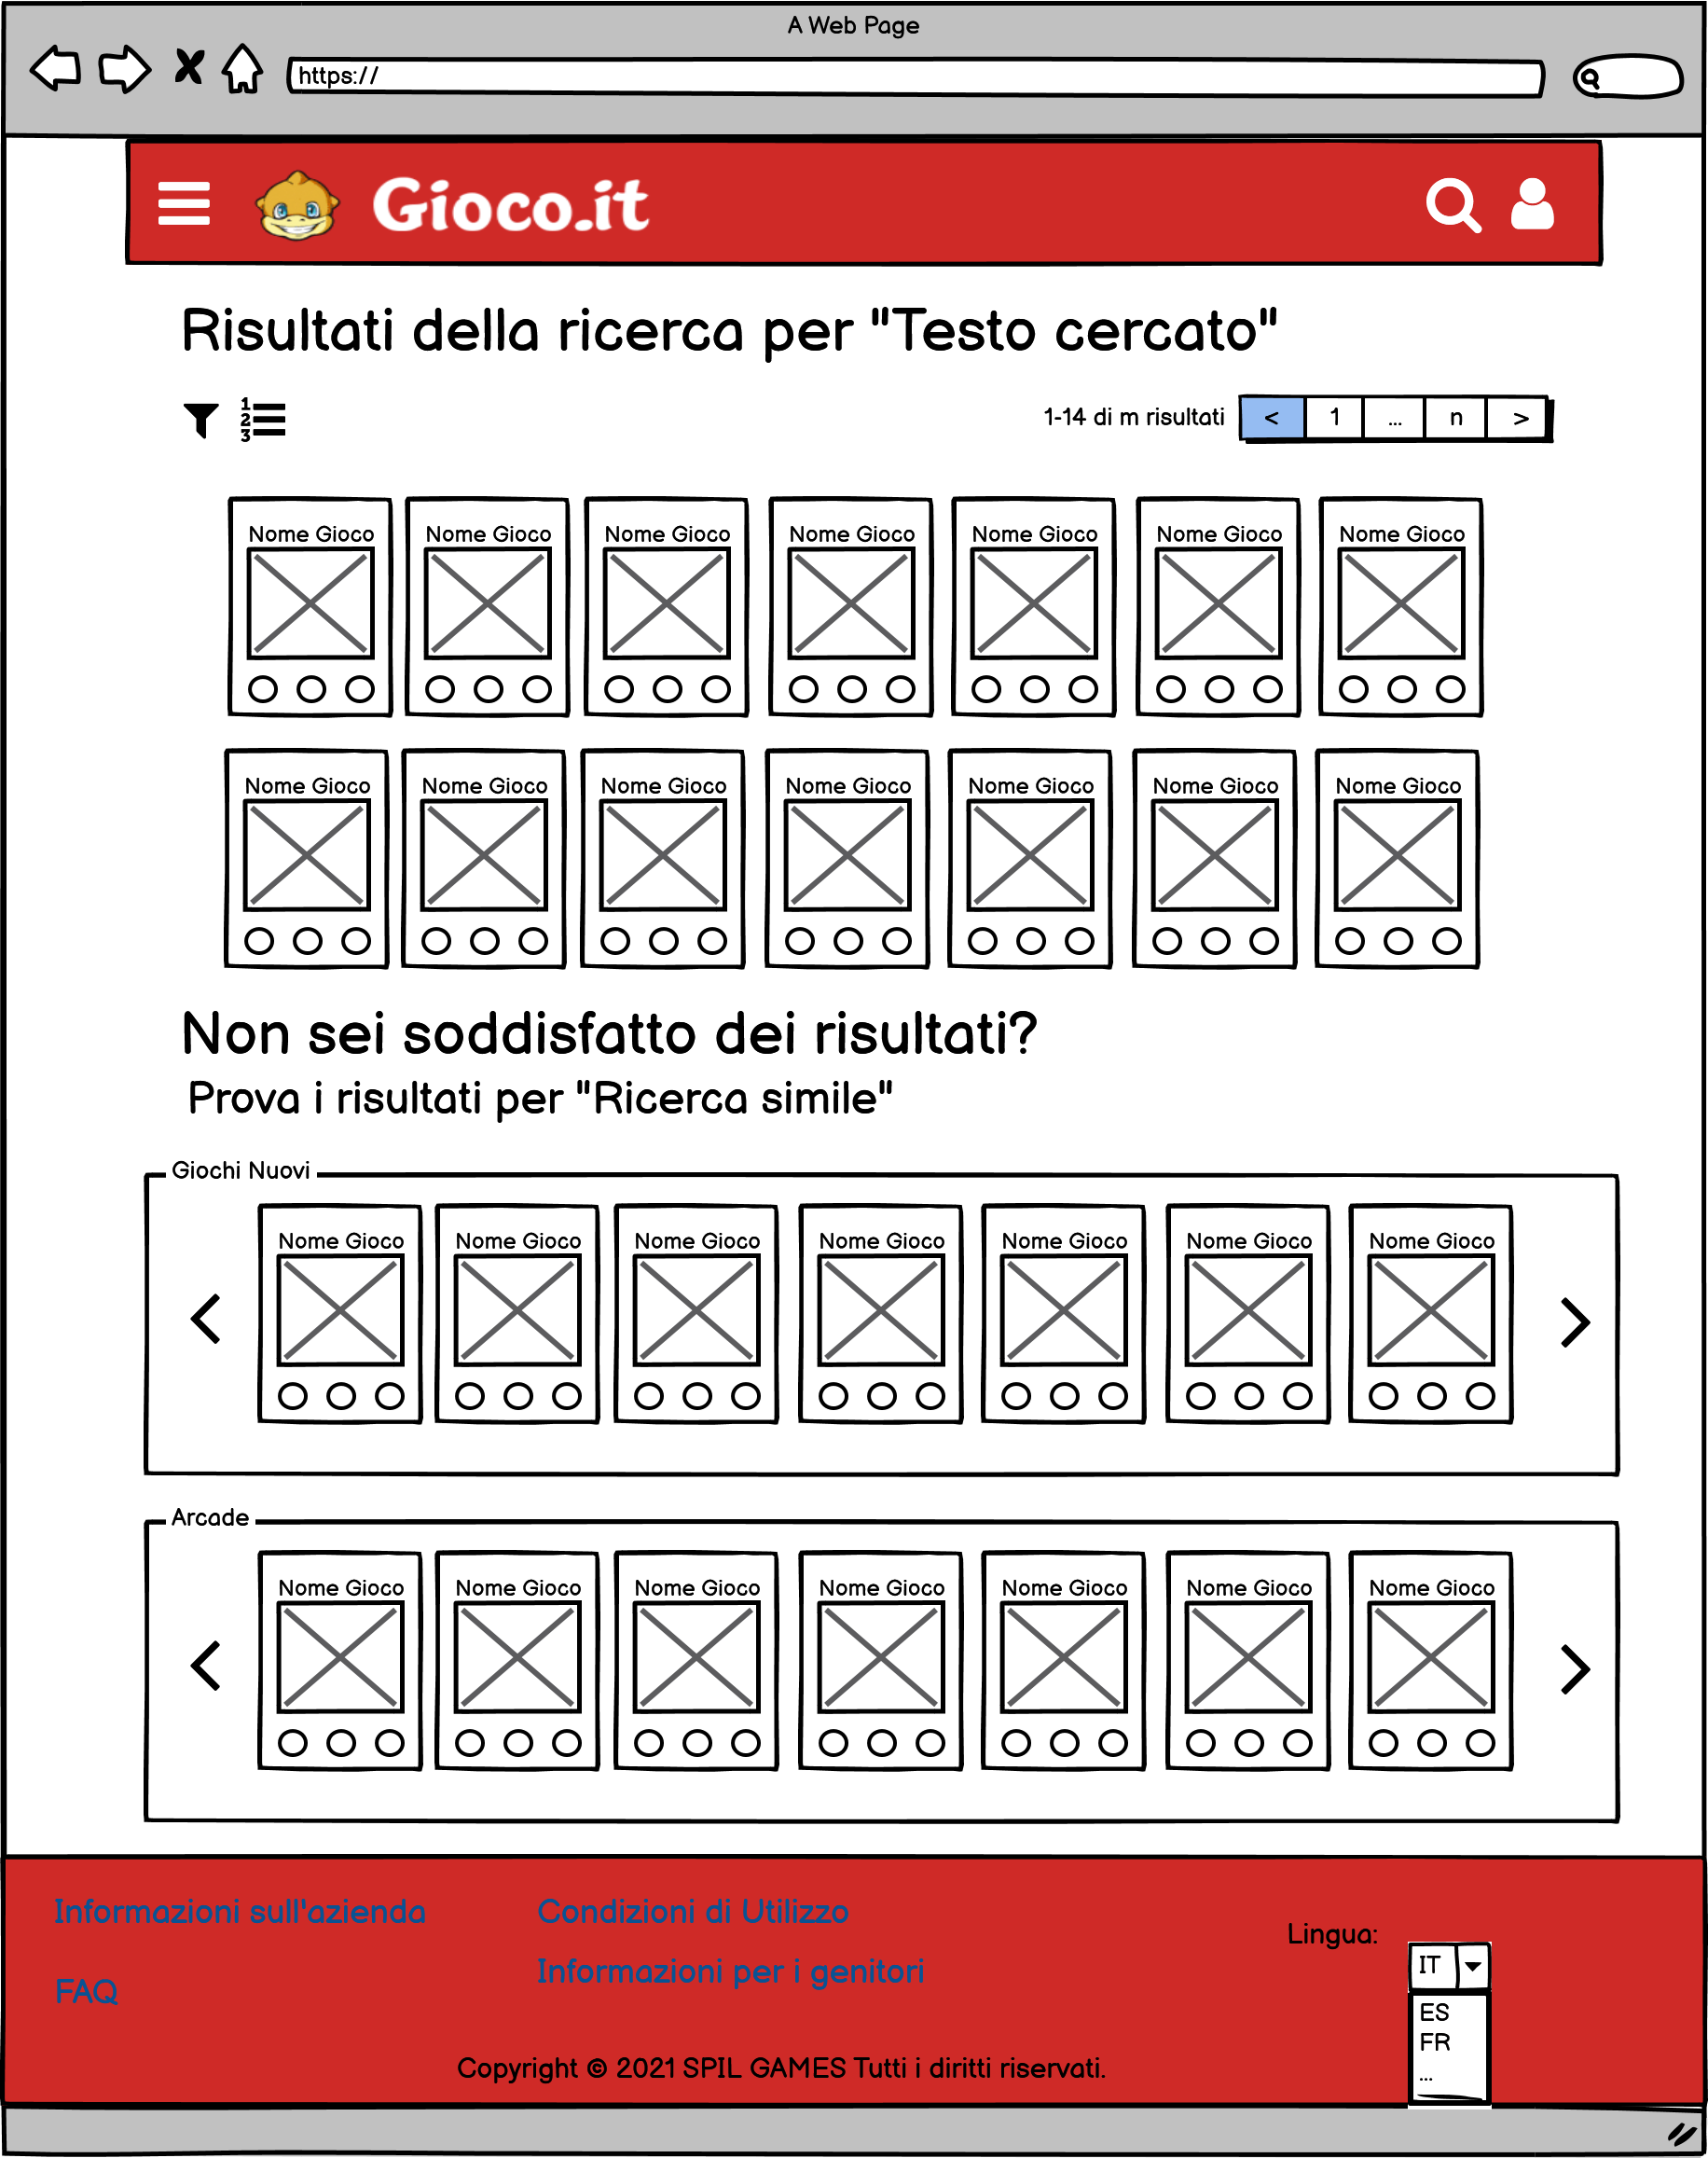 A Web Page
https://
Gioco.it
Risultati della ricerca per "Testo cercato"
1 2 3
1-14 di m risultati < 1 ... n >
Nome Gioco Nome Gioco Nome Gioco Nome Gioco Nome Gioco Nome Gioco Nome Gioco
Nome Gioco Nome Gioco Nome Gioco Nome Gioco Nome Gioco Nome Gioco Nome Gioco
Non sei soddisfatto dei risultati?
Prova i risultati per "Ricerca simile"
Giochi Nuovi
Nome Gioco Nome Gioco Nome Gioco Nome Gioco Nome Gioco Nome Gioco Nome Gioco
Arcade
Nome Gioco Nome Gioco Nome Gioco Nome Gioco Nome Gioco Nome Gioco Nome Gioco
Informazioni sull'azienda
Condizioni di Utilizzo
FAQ
Informazioni per i genitori
Lingua:
IT
ES
FR
...
Copyright © 2021 SPIL GAMES Tutti i diritti riservati.